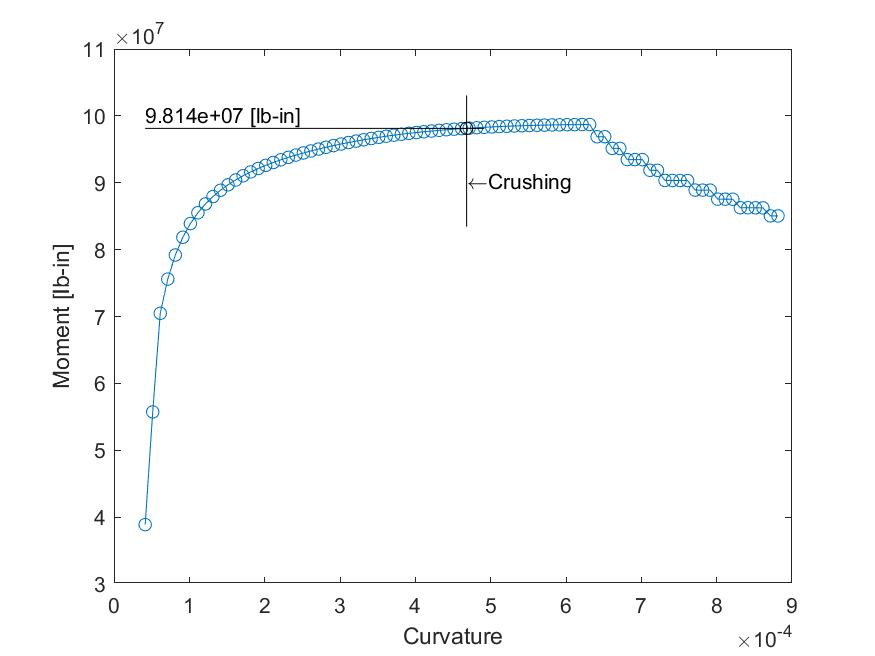 ×10^7
11
10
9
8
7
6
5
4
3
Moment [lb-in]
9.814e+07 [lb-in]
←Crushing
0 1 2 3 4 5 6 7 8 9
Curvature
×10^-4